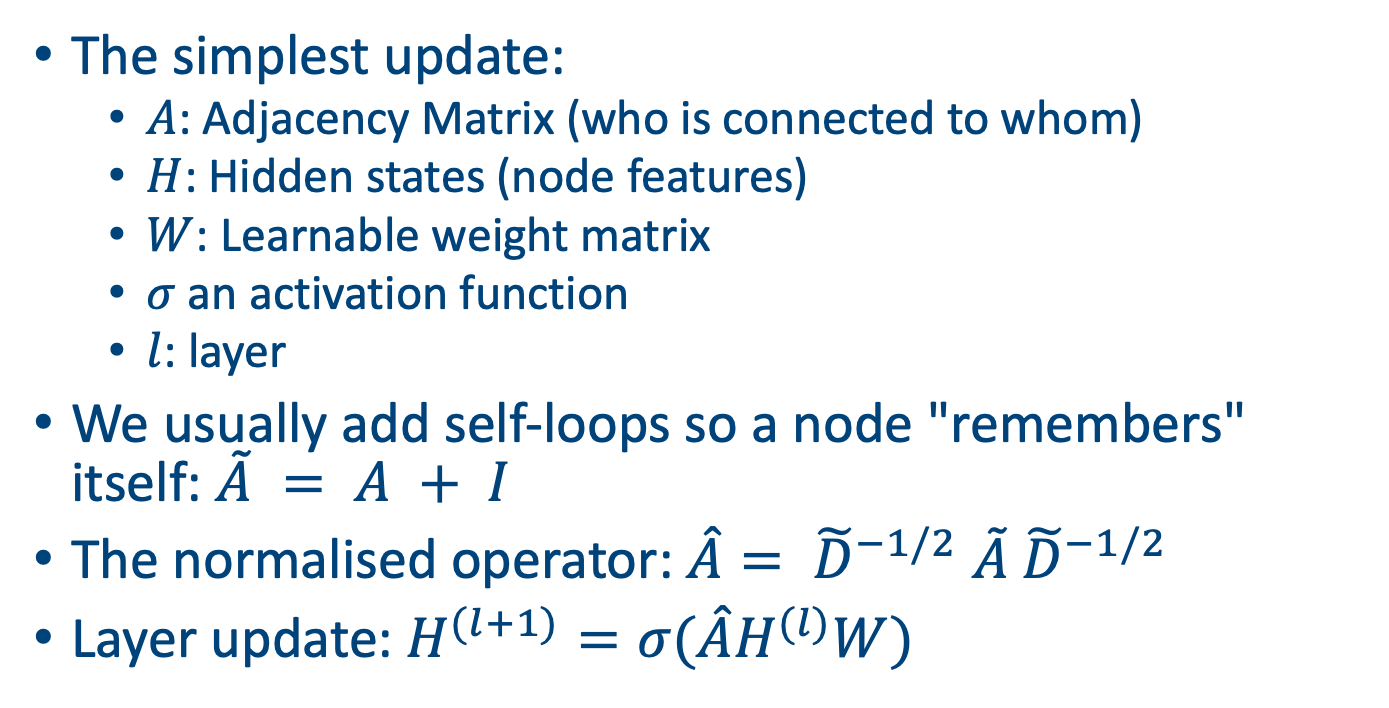 • The simplest update:
• A: Adjacency Matrix (who is connected to whom)
• H: Hidden states (node features)
• W: Learnable weight matrix
• σ an activation function
• l: layer
• We usually add self-loops so a node "remembers"
itself: Ã = A + I
• The normalised operator: Â = D̃^{−1/2} Ã D̃^{−1/2}
• Layer update: H^{(l+1)} = σ(ÂH^{(l)}W)